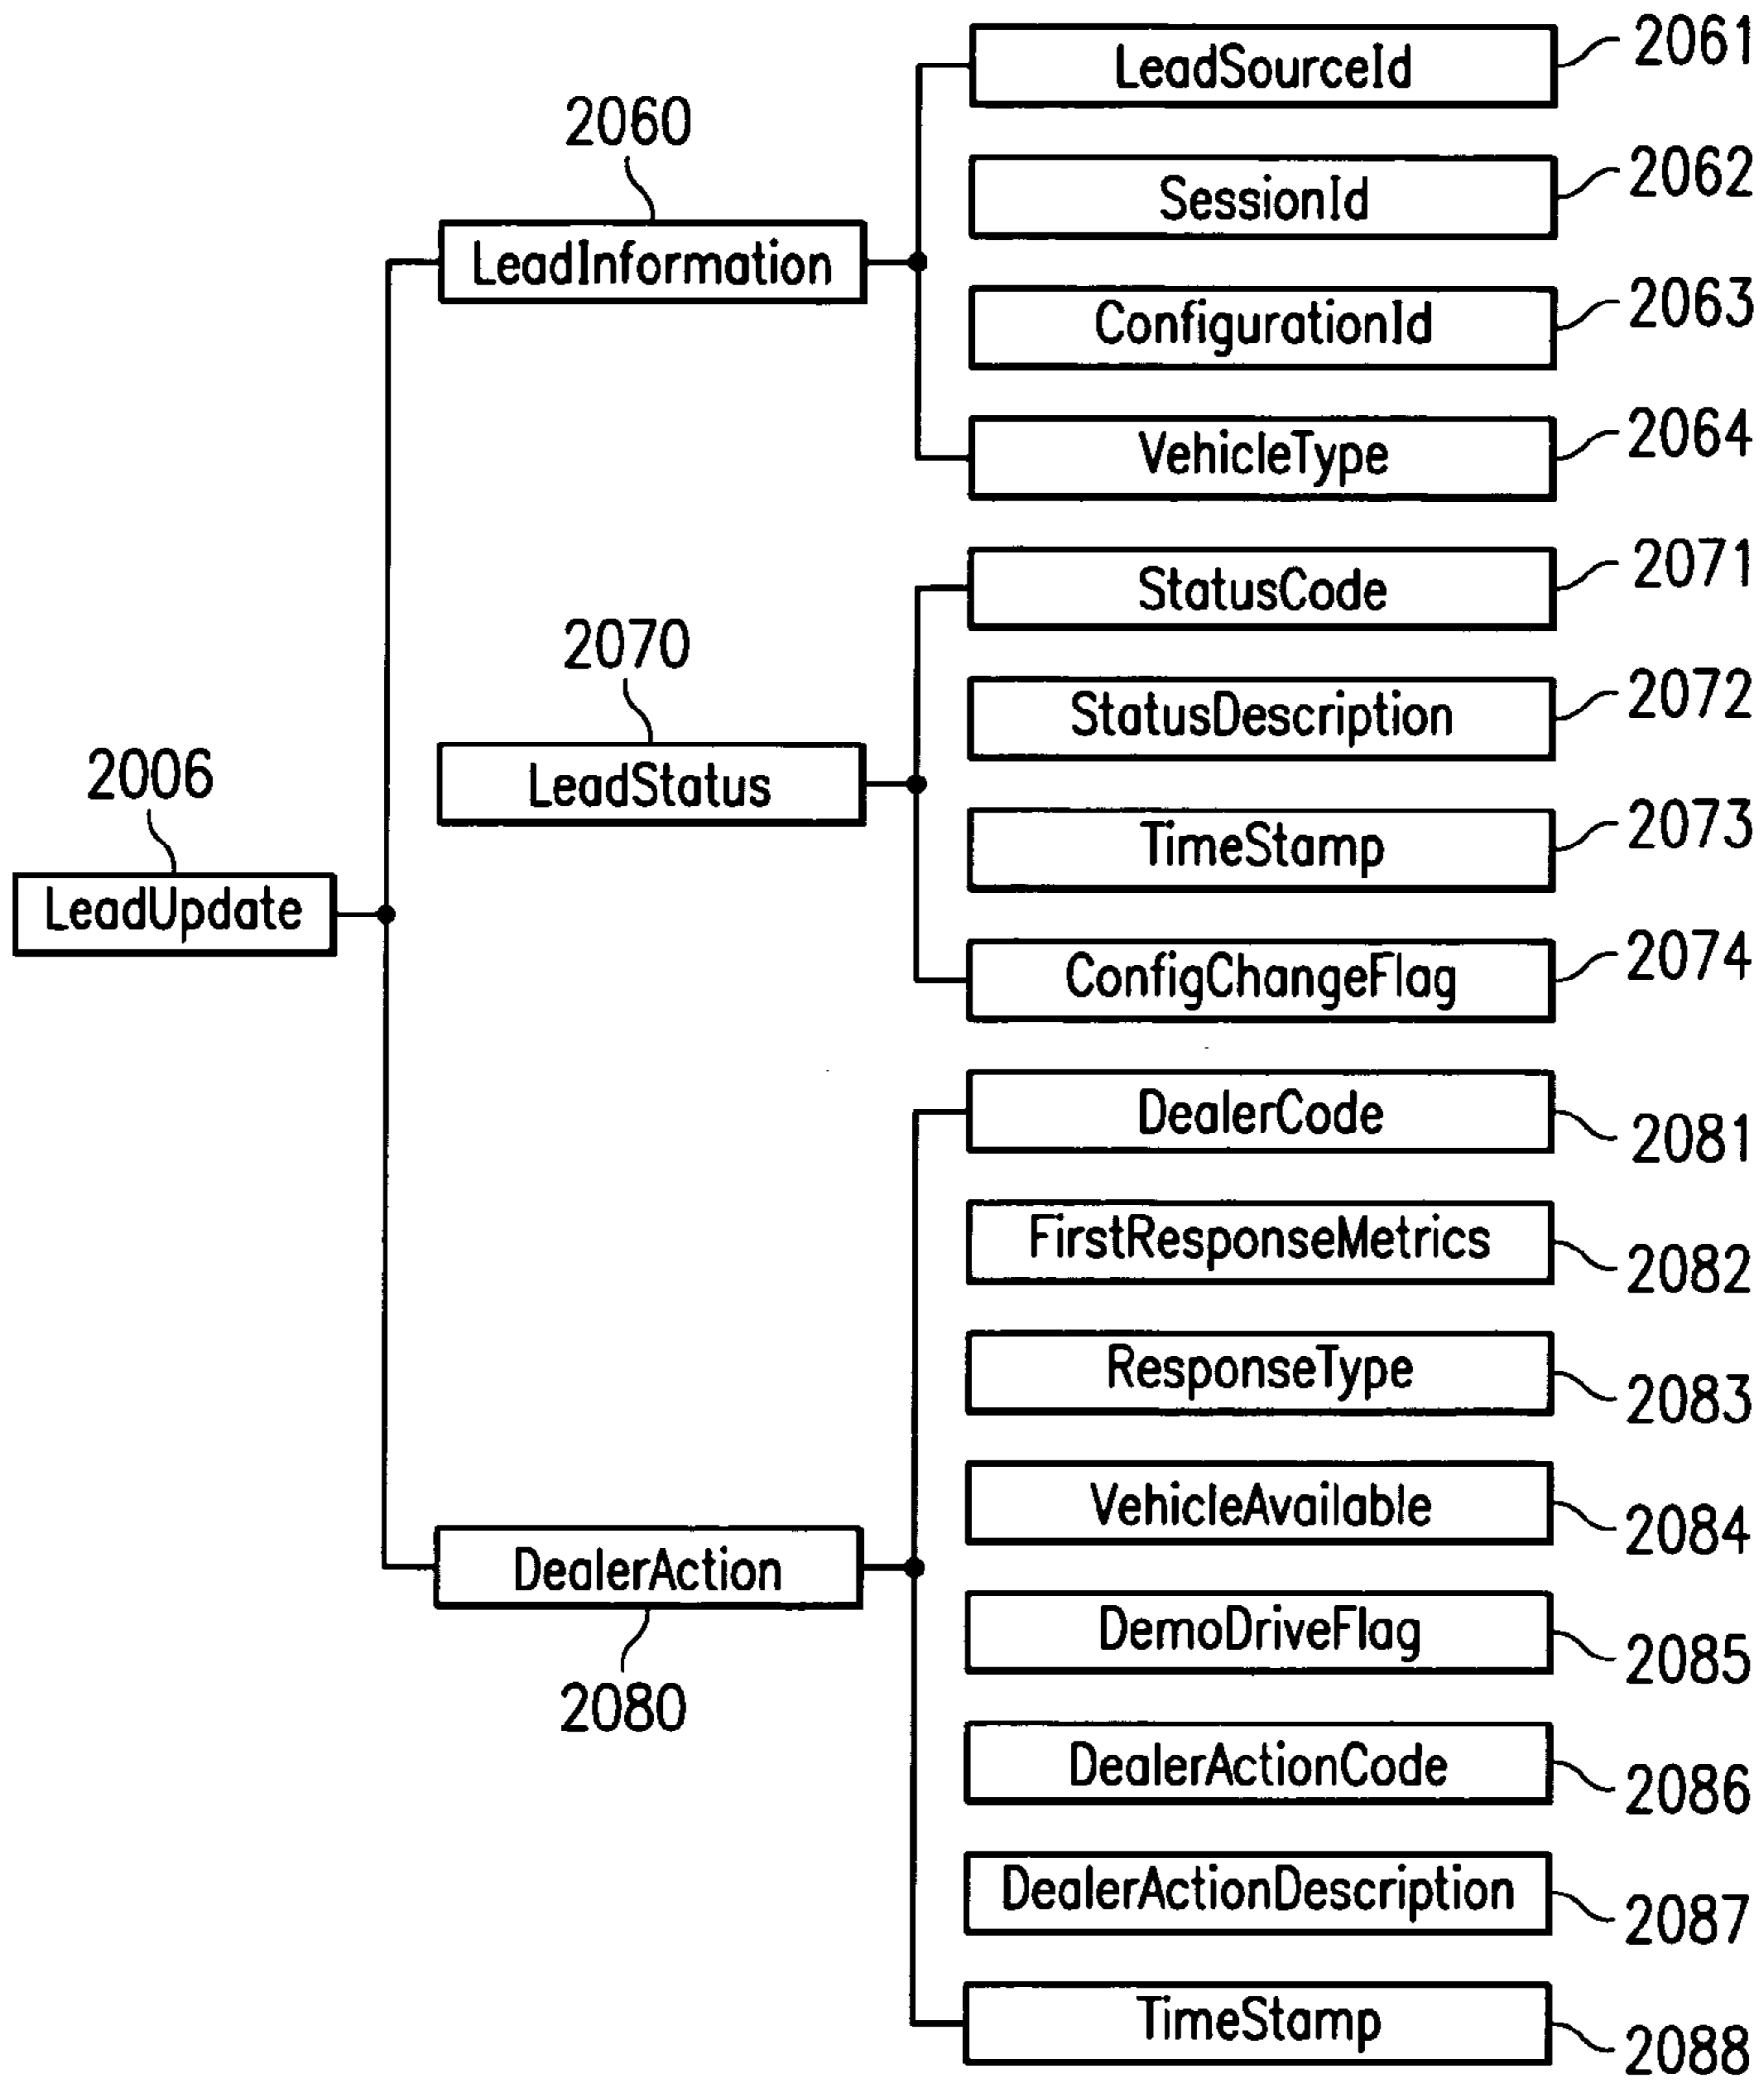 2006
LeadUpdate
2060
LeadInformation
LeadSourceId
2061
SessionId
2062
ConfigurationId
2063
VehicleType
2064
2070
LeadStatus
StatusCode
2071
StatusDescription
2072
TimeStamp
2073
ConfigChangeFlag
2074
DealerAction
2080
DealerCode
2081
FirstResponseMetrics
2082
ResponseType
2083
VehicleAvailable
2084
DemoDriveFlag
2085
DealerActionCode
2086
DealerActionDescription
2087
TimeStamp
2088